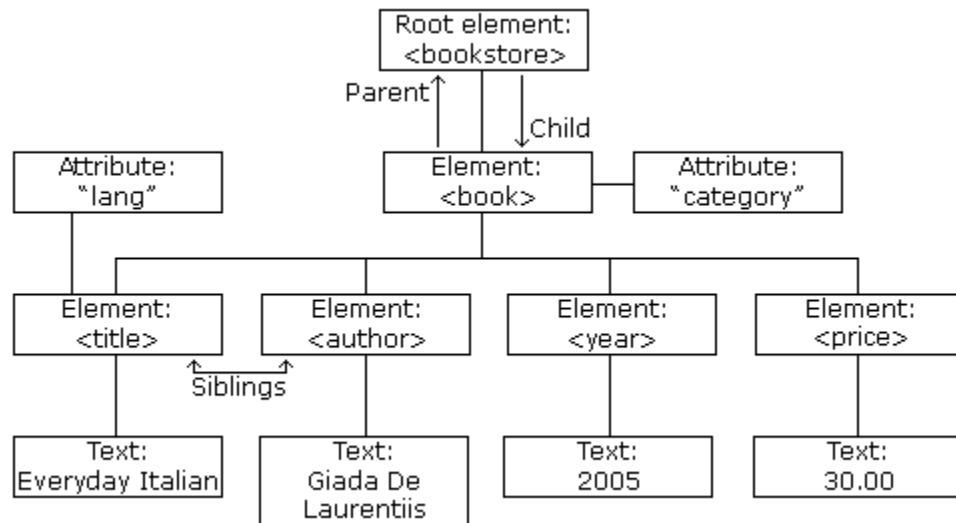 Root element:
<bookstore>
Parent
Child
Attribute:
"lang"
Element:
<book>
Attribute:
"category"
Element:
<title>
Element:
<author>
Element:
<year>
Element:
<price>
Siblings
Text:
Everyday Italian
Text:
Giada De
Laurentiis
Text:
2005
Text:
30.00